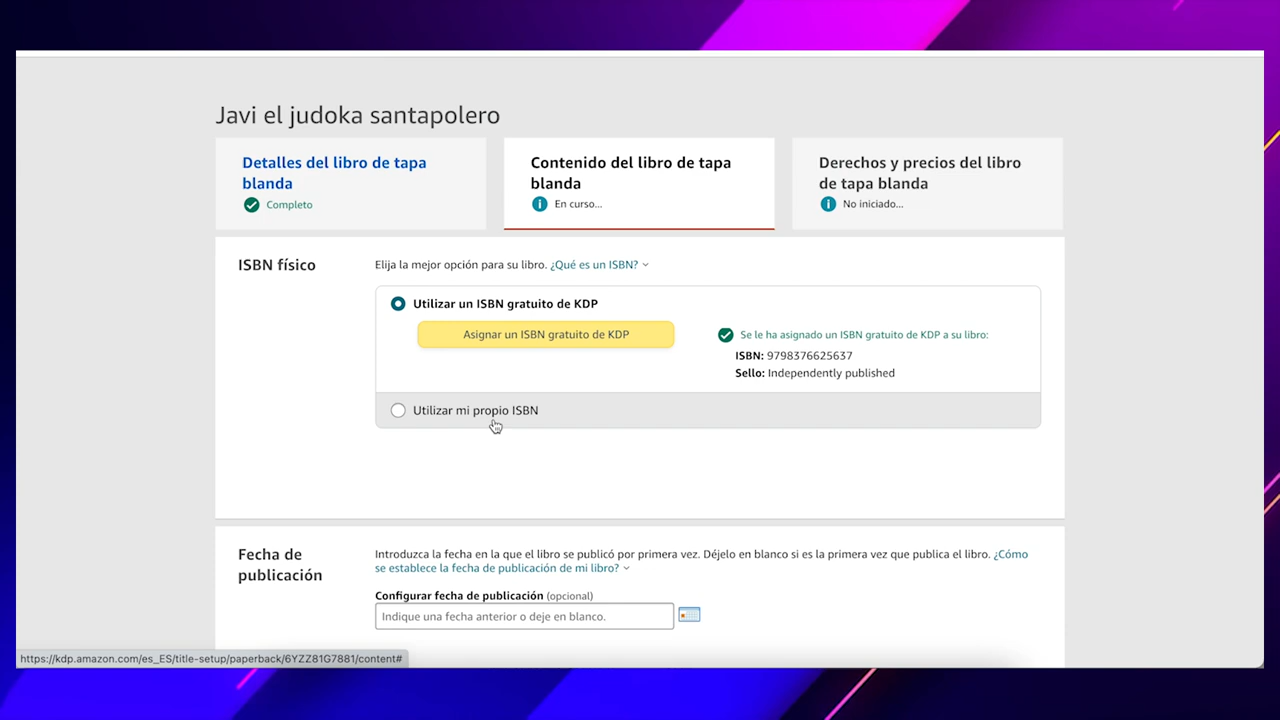 Javi el judoka santapolero
Detalles del libro de tapa
blanda
Completo
Contenido del libro de tapa
blanda
En curso...
Derechos y precios del libro
de tapa blanda
No iniciado...
ISBN físico
Elija la mejor opción para su libro. ¿Qué es un ISBN?
Utilizar un ISBN gratuito de KDP
Asignar un ISBN gratuito de KDP
Se le ha asignado un ISBN gratuito de KDP a su libro:
ISBN: 9798376625637
Sello: Independently published
Utilizar mi propio ISBN
Fecha de
publicación
Introduzca la fecha en la que el libro se publicó por primera vez. Déjelo en blanco si es la primera vez que publica el libro. ¿Cómo
se establece la fecha de publicación de mi libro?
Configurar fecha de publicación (opcional)
Indique una fecha anterior o deje en blanco.
https://kdp.amazon.com/es_ES/title-setup/paperback/6YZZ81G7881/content#